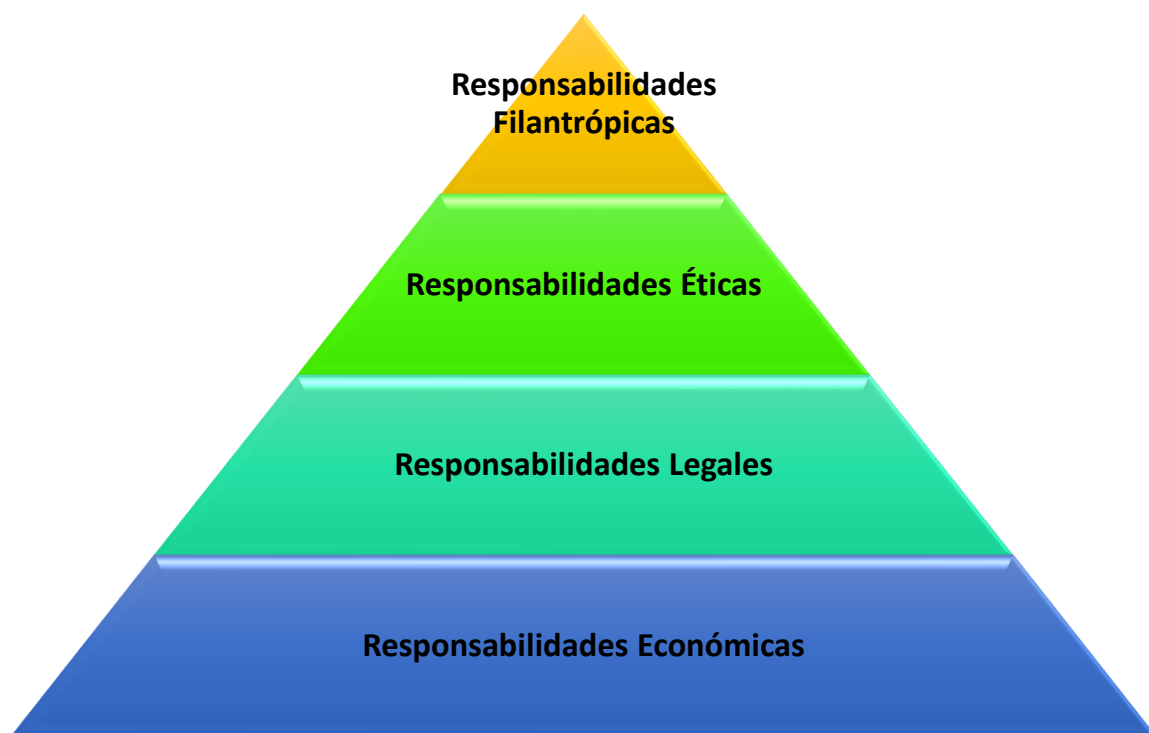 Responsabilidades
Filantrópicas
Responsabilidades Éticas
Responsabilidades Legales
Responsabilidades Económicas